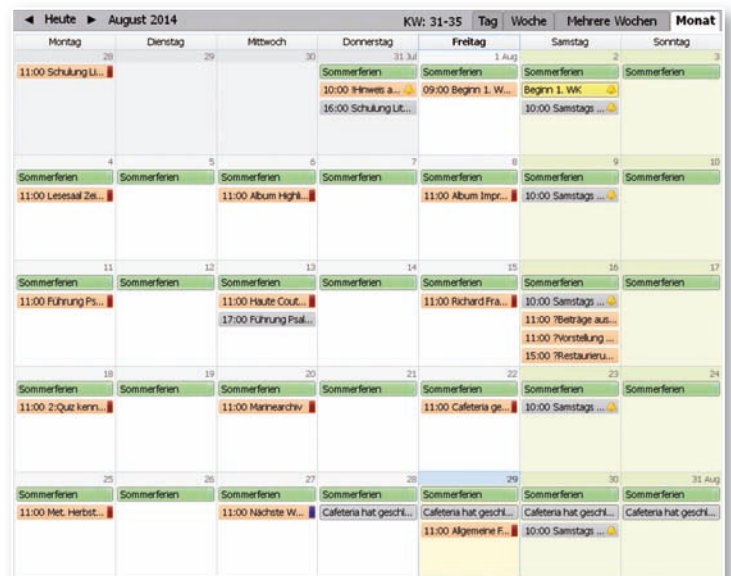 ◄ Heute ► August 2014 KW: 31-35 Tag Woche Mehrere Wochen Monat
Montag Dienstag Mittwoch Donnerstag Freitag Samstag Sonntag
28 29 30 31 Jul 1 Aug 2 3
11:00 Schulung Li... Sommerferien Sommerferien Sommerferien Sommerferien
10:00 !Hinweis a... 09:00 Beginn 1. W... Beginn 1. WK
16:00 Schulung Lit... 10:00 Samstags ...
4 5 6 7 8 9 10
Sommerferien Sommerferien Sommerferien Sommerferien Sommerferien Sommerferien Sommerferien
11:00 Lesesaal Zei... 11:00 Album Highli... 11:00 Album Impr... 10:00 Samstags ...
11 12 13 14 15 16 17
Sommerferien Sommerferien Sommerferien Sommerferien Sommerferien Sommerferien Sommerferien
11:00 Führung Ps... 11:00 Haute Cout... 11:00 Richard Fra... 10:00 Samstags ...
17:00 Führung Psal... 11:00 ?Beiträge aus...
11:00 ?Vorstellung ...
15:00 ?Restaurieru...
18 19 20 21 22 23 24
Sommerferien Sommerferien Sommerferien Sommerferien Sommerferien Sommerferien Sommerferien
11:00 2:Quiz kenn... 11:00 Marinearchiv 11:00 Cafeteria ge... 10:00 Samstags ...
25 26 27 28 29 30 31 Aug
Sommerferien Sommerferien Sommerferien Sommerferien Sommerferien Sommerferien Sommerferien
11:00 Met. Herbst... 11:00 Nächste W... Cafeteria hat geschl... Cafeteria hat geschl... Cafeteria hat geschl... Cafeteria hat geschl...
11:00 Allgemeine F... 10:00 Samstags ...